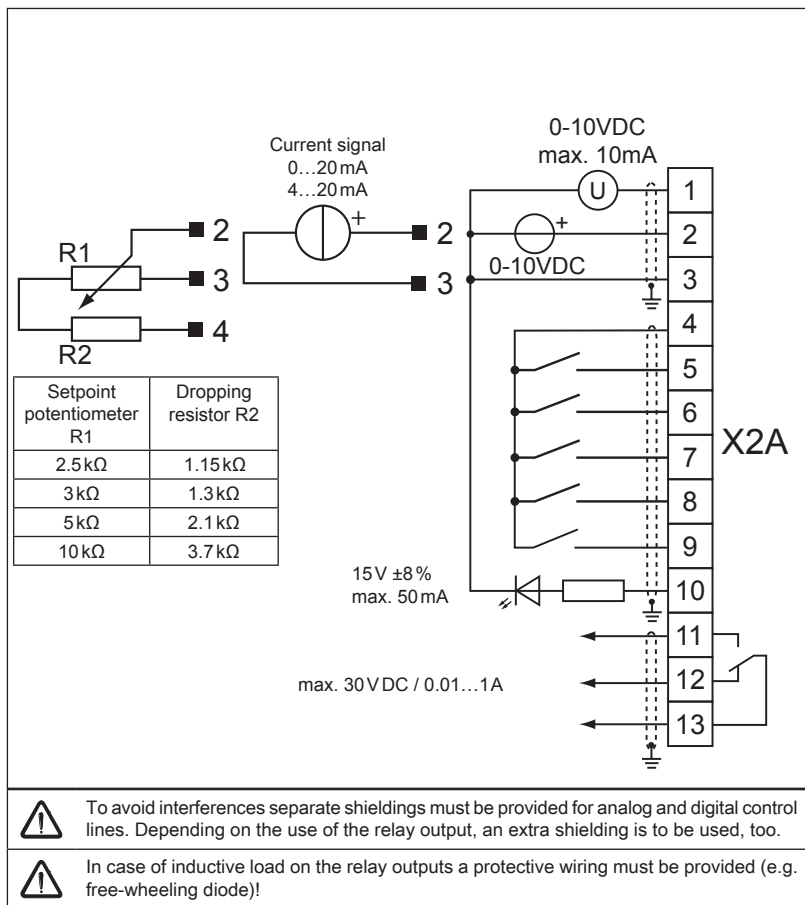 0-10VDC
max. 10mA
U
Current signal
0…20mA
4…20mA
+
2
3
+
0-10VDC
R1
R2
2
3
4
1
2
3
4
5
6
7
8
9
10
11
12
13
X2A
Setpoint potentiometer R1 Dropping resistor R2
2.5kΩ 1.15kΩ
3kΩ 1.3kΩ
5kΩ 2.1kΩ
10kΩ 3.7kΩ
15V ±8%
max. 50mA
max. 30VDC / 0.01…1A
To avoid interferences separate shieldings must be provided for analog and digital control
lines. Depending on the use of the relay output, an extra shielding is to be used, too.
In case of inductive load on the relay outputs a protective wiring must be provided (e.g.
free-wheeling diode)!